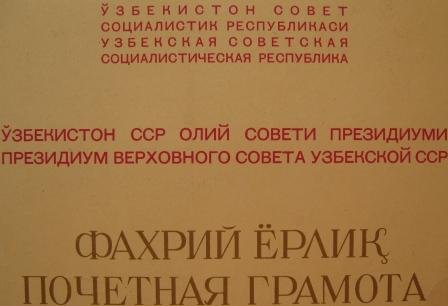 ЎЗБЕКИСТОН СОВЕТ
СОЦИАЛИСТИК РЕСПУБЛИКАСИ
УЗБЕКСКАЯ СОВЕТСКАЯ
СОЦИАЛИСТИЧЕСКАЯ РЕСПУБЛИКА
ЎЗБЕКИСТОН ССР ОЛИЙ СОВЕТИ ПРЕЗИДИУМИ
ПРЕЗИДИУМ ВЕРХОВНОГО СОВЕТА УЗБЕКСКОЙ ССР
ФАХРИЙ ЁРЛИҚ
ПОЧЕТНАЯ ГРАМОТА